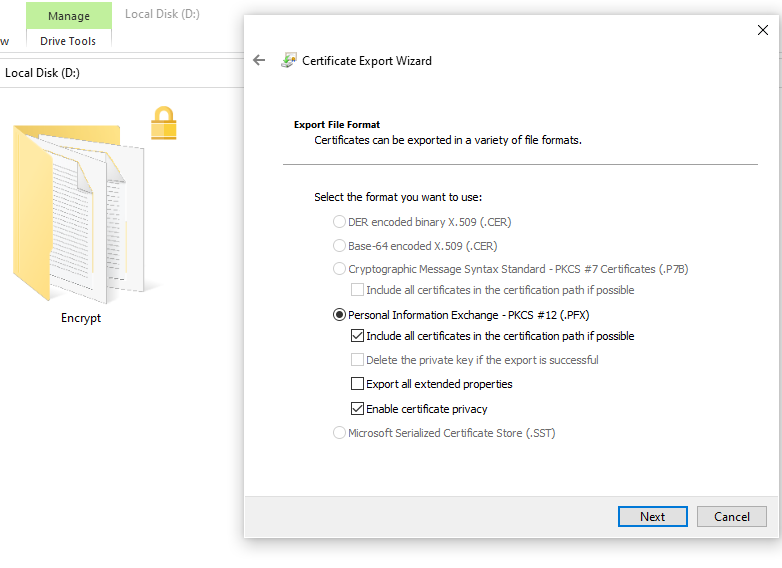 Manage
Local Disk (D:)
w
Drive Tools
Local Disk (D:)
Encrypt
Certificate Export Wizard
Export File Format
Certificates can be exported in a variety of file formats.
Select the format you want to use:
DER encoded binary X.509 (.CER)
Base-64 encoded X.509 (.CER)
Cryptographic Message Syntax Standard - PKCS #7 Certificates (.P7B)
Include all certificates in the certification path if possible
Personal Information Exchange - PKCS #12 (.PFX)
Include all certificates in the certification path if possible
Delete the private key if the export is successful
Export all extended properties
Enable certificate privacy
Microsoft Serialized Certificate Store (.SST)
Next
Cancel